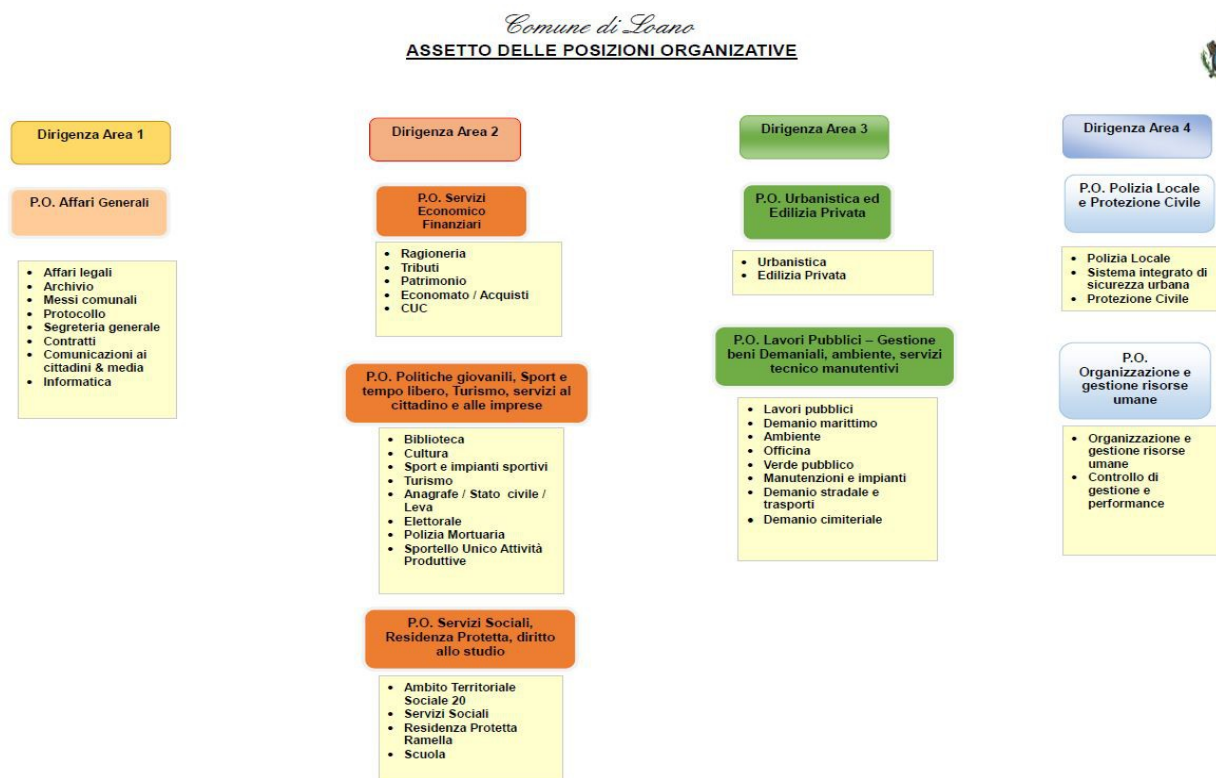 Comune di Loano
ASSETTO DELLE POSIZIONI ORGANIZATIVE
Dirigenza Area 1
P.O. Affari Generali
• Affari legali
• Archivio
• Messi comunali
• Protocollo
• Segreteria generale
• Contratti
• Comunicazioni ai
cittadini & media
• Informatica
Dirigenza Area 2
P.O. Servizi
Economico
Finanziari
• Ragioneria
• Tributi
• Patrimonio
• Economato / Acquisti
• CUC
P.O. Politiche giovanili, Sport e
tempo libero, Turismo, servizi al
cittadino e alle imprese
• Biblioteca
• Cultura
• Sport e impianti sportivi
• Turismo
• Anagrafe / Stato civile /
Leva
• Elettorale
• Polizia Mortuaria
• Sportello Unico Attività
Produttive
P.O. Servizi Sociali,
Residenza Protetta, diritto
allo studio
• Ambito Territoriale
Sociale 20
• Servizi Sociali
• Residenza Protetta
Ramella
• Scuola
Dirigenza Area 3
P.O. Urbanistica ed
Edilizia Privata
• Urbanistica
• Edilizia Privata
P.O. Lavori Pubblici – Gestione
beni Demaniali, ambiente, servizi
tecnico manutentivi
• Lavori pubblici
• Demanio marittimo
• Ambiente
• Officina
• Verde pubblico
• Manutenzioni e impianti
• Demanio stradale e
trasporti
• Demanio cimiteriale
Dirigenza Area 4
P.O. Polizia Locale
e Protezione Civile
• Polizia Locale
• Sistema integrato di
sicurezza urbana
• Protezione Civile
P.O.
Organizzazione e
gestione risorse
umane
• Organizzazione e
gestione risorse
umane
• Controllo di
gestione e
performance